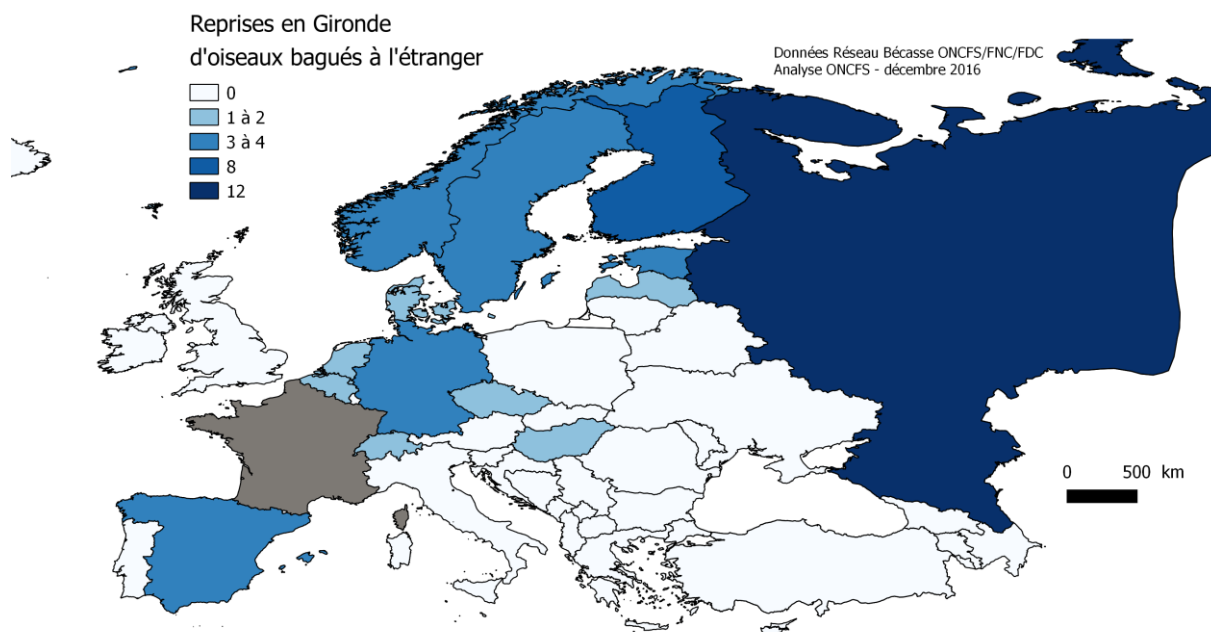 Reprises en Gironde
d'oiseaux bagués à l'étranger
0
1 à 2
3 à 4
8
12
Données Réseau Bécasse ONCFS/FNC/FDC
Analyse ONCFS - décembre 2016
0 500 km